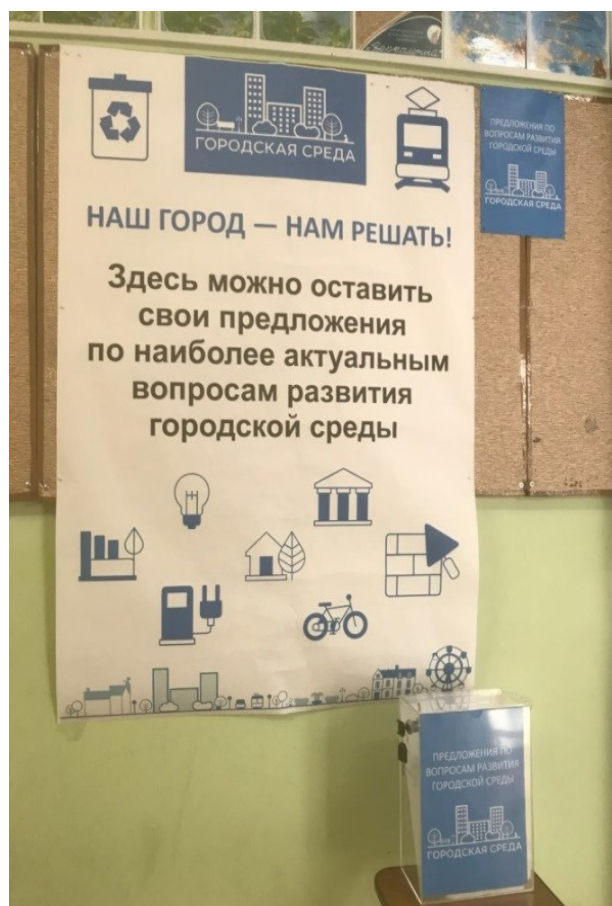 ГОРОДСКАЯ СРЕДА
НАШ ГОРОД — НАМ РЕШАТЬ!
Здесь можно оставить
свои предложения
по наиболее актуальным
вопросам развития
городской среды
ПРЕДЛОЖЕНИЯ ПО
ВОПРОСАМ РАЗВИТИЯ
ГОРОДСКОЙ СРЕДЫ
ГОРОДСКАЯ СРЕДА
ПРЕДЛОЖЕНИЯ ПО
ВОПРОСАМ РАЗВИТИЯ
ГОРОДСКОЙ СРЕДЫ
ГОРОДСКАЯ СРЕДА